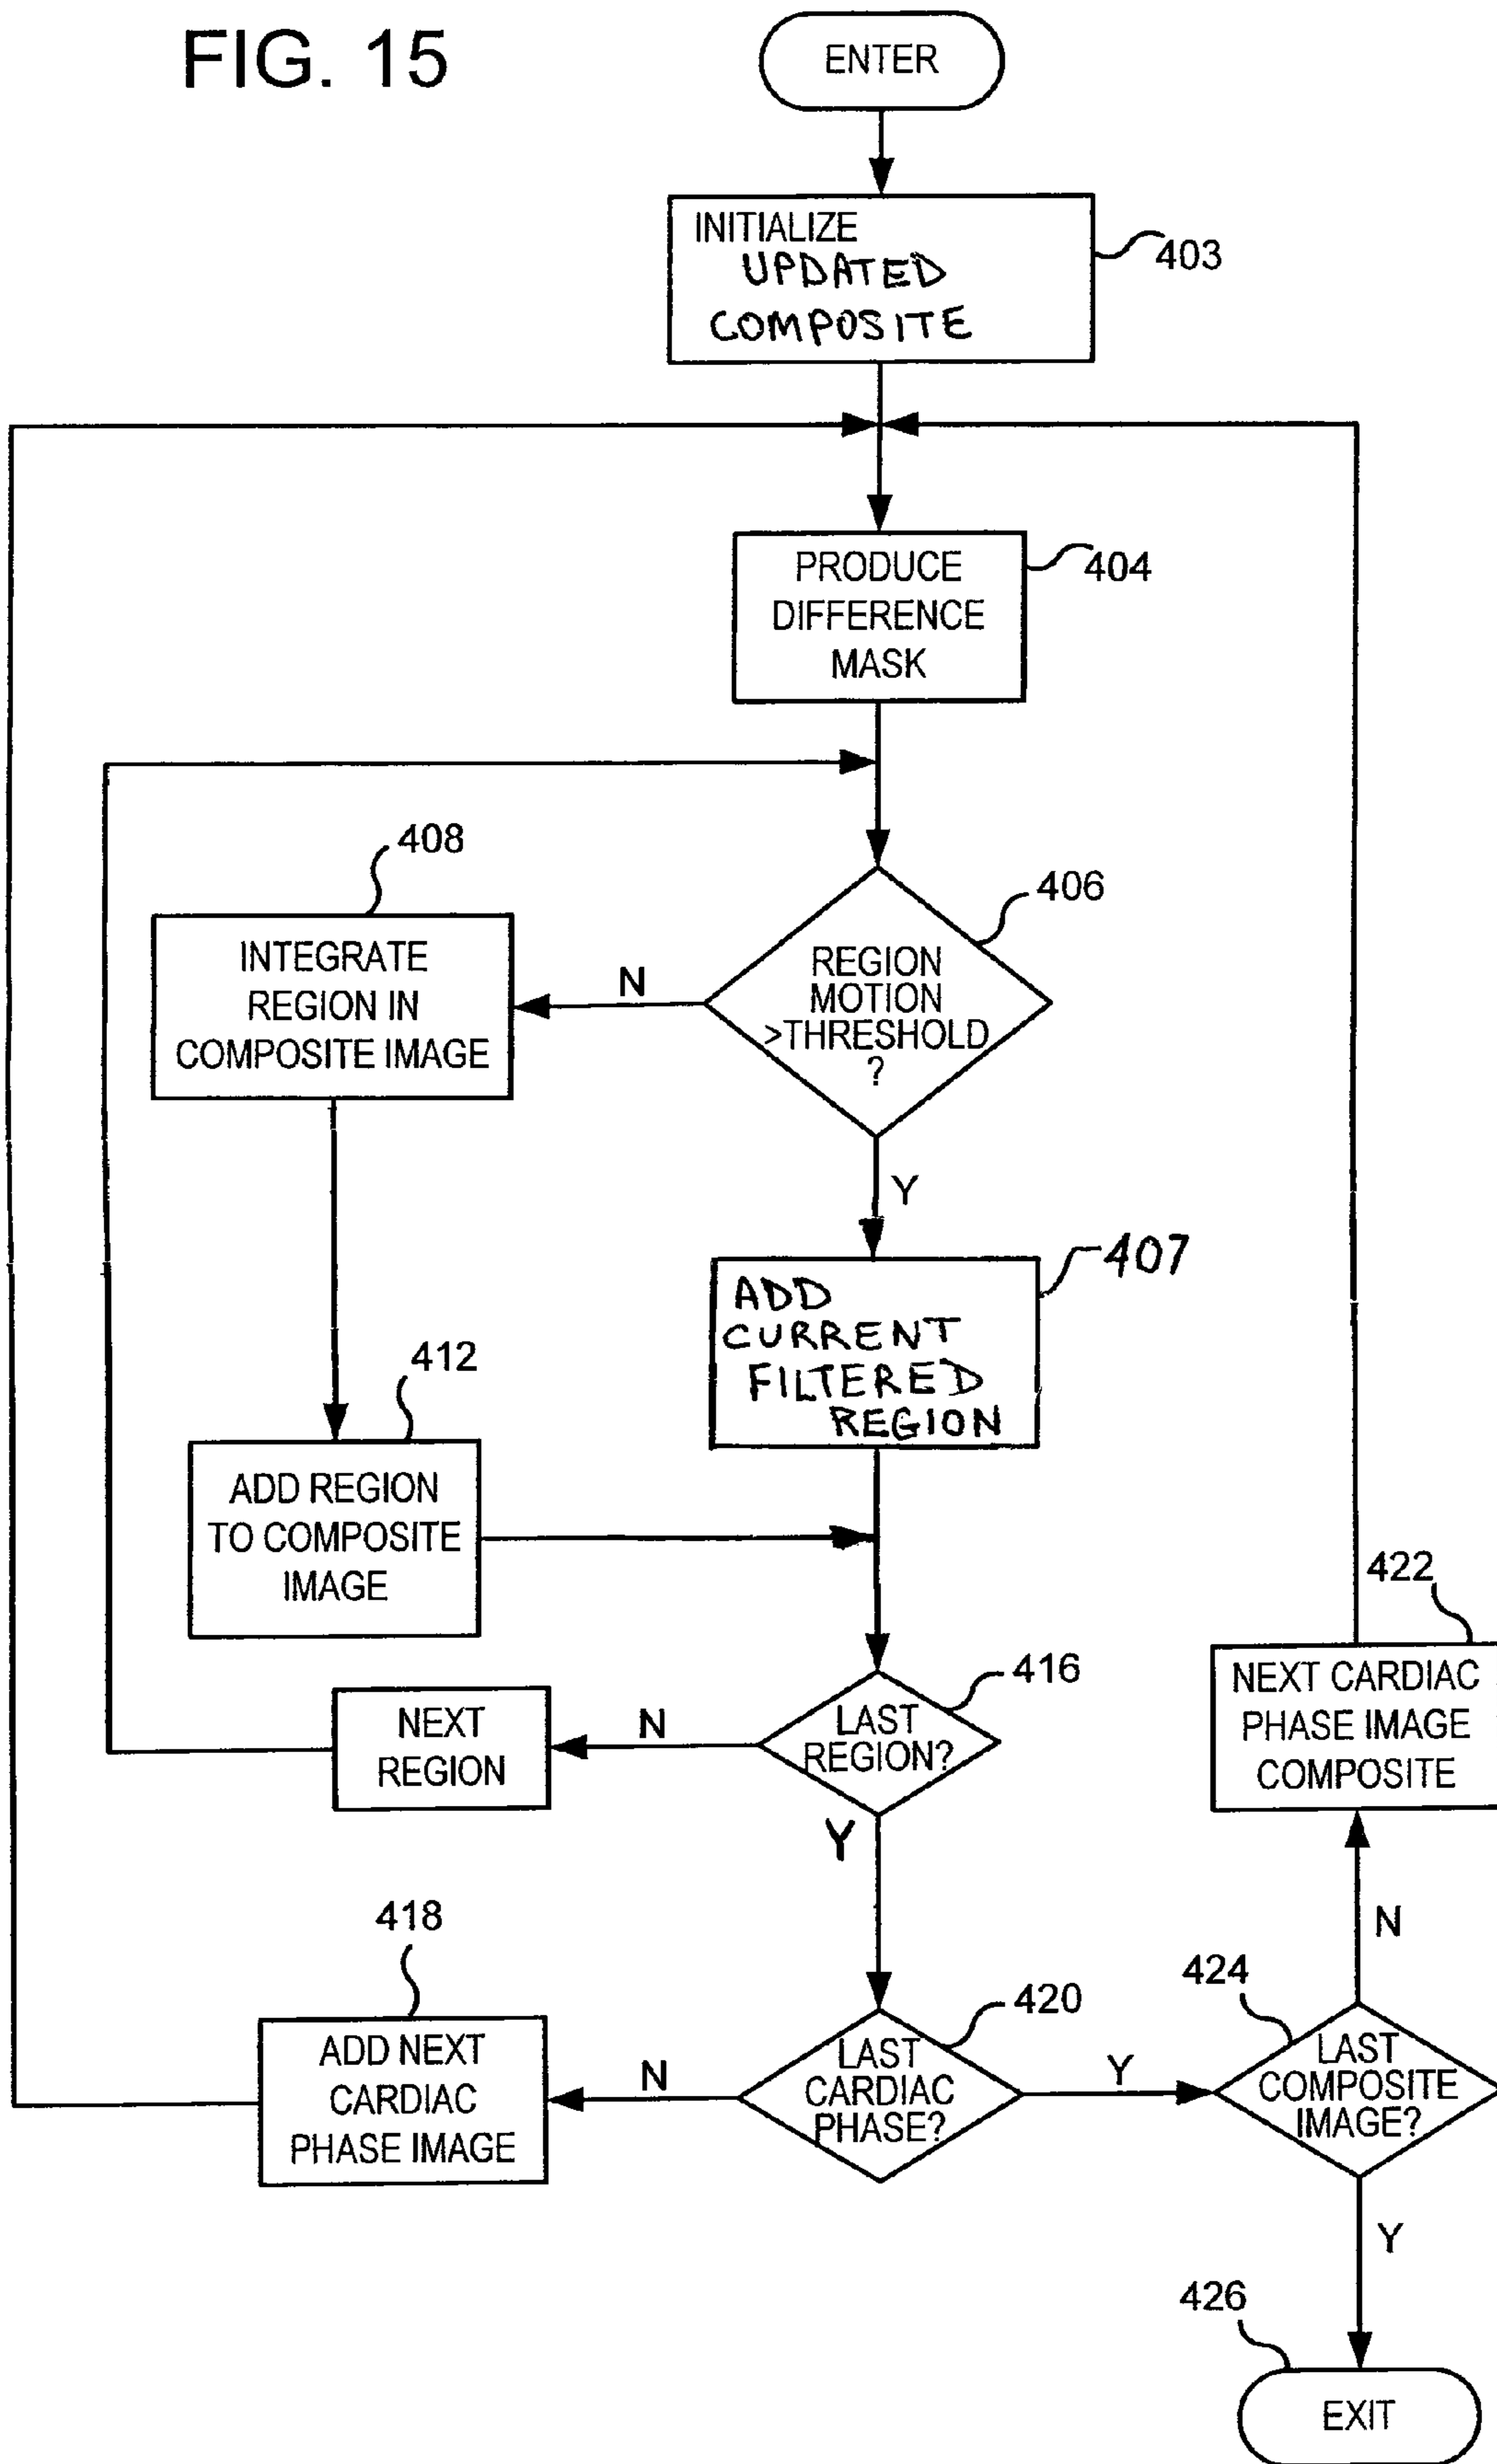 FIG. 15
ENTER
INITIALIZE
UPDATED
COMPOSITE
403
PRODUCE
DIFFERENCE
MASK
404
408
INTEGRATE
REGION IN
COMPOSITE IMAGE
N
REGION
MOTION
>THRESHOLD
?
406
Y
ADD
CURRENT
FILTERED
REGION
407
412
ADD REGION
TO COMPOSITE
IMAGE
LAST
REGION?
416
N
NEXT
REGION
Y
422
NEXT CARDIAC
PHASE IMAGE
COMPOSITE
N
418
ADD NEXT
CARDIAC
PHASE IMAGE
N
LAST
CARDIAC
PHASE?
420
Y
424
LAST
COMPOSITE
IMAGE?
Y
426
EXIT